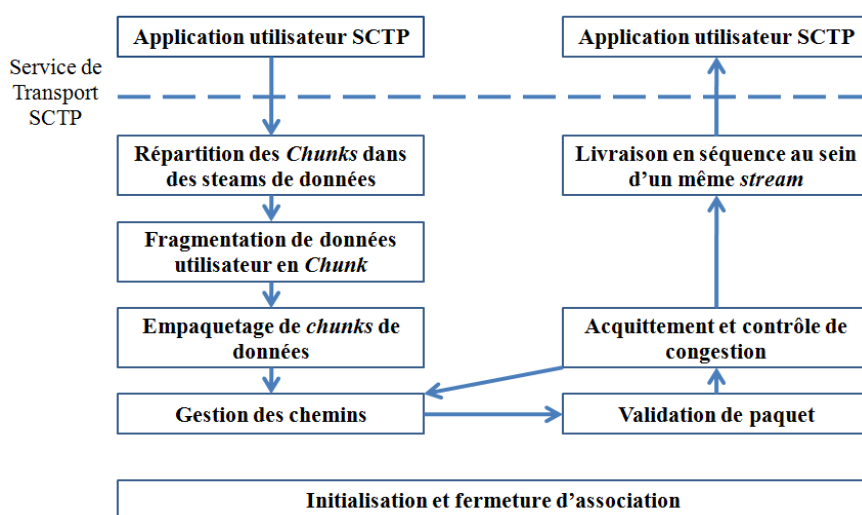 Application utilisateur SCTP
Application utilisateur SCTP
Service de
Transport
SCTP
Répartition des Chunks dans
des steams de données
Livraison en séquence au sein
d'un même stream
Fragmentation de données
utilisateur en Chunk
Empaquetage de chunks de
données
Acquittement et contrôle de
congestion
Gestion des chemins
Validation de paquet
Initialisation et fermeture d'association